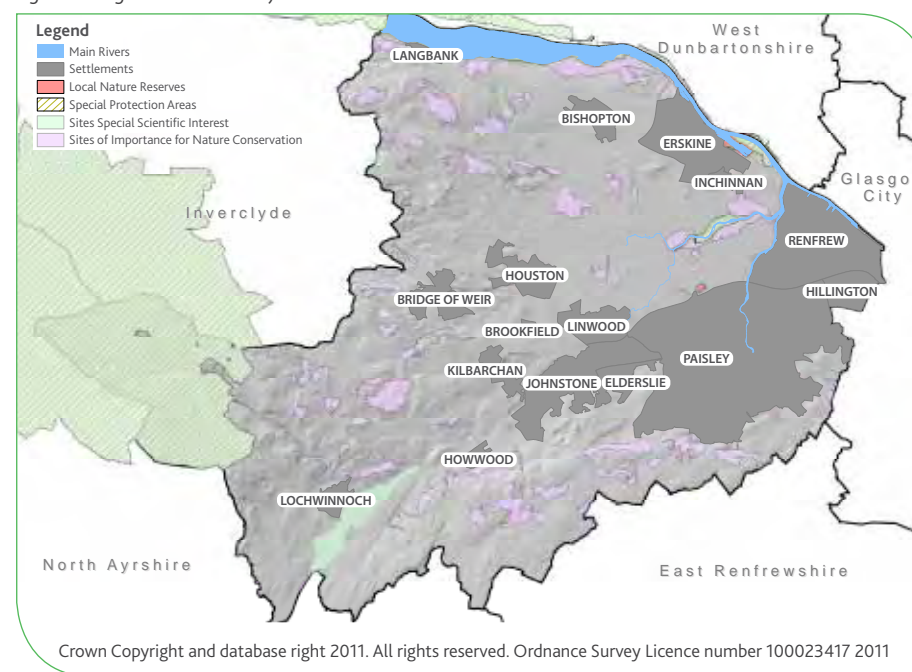 Legend
Main Rivers
Settlements
Local Nature Reserves
Special Protection Areas
Sites Special Scientific Interest
Sites of Importance for Nature Conservation
West
Dunbartonshire
LANGBANK
BISHOPTON
ERSKINE
INCHINNAN
Glasgo
City
Inverclyde
RENFREW
HOUSTON
HILLINGTON
BRIDGE OF WEIR
BROOKFIELD
LINWOOD
PAISLEY
KILBARCHAN
JOHNSTONE
ELDERSLIE
HOWWOOD
LOCHWINNOCH
North Ayrshire
East Renfrewshire
Crown Copyright and database right 2011. All rights reserved. Ordnance Survey Licence number 100023417 2011